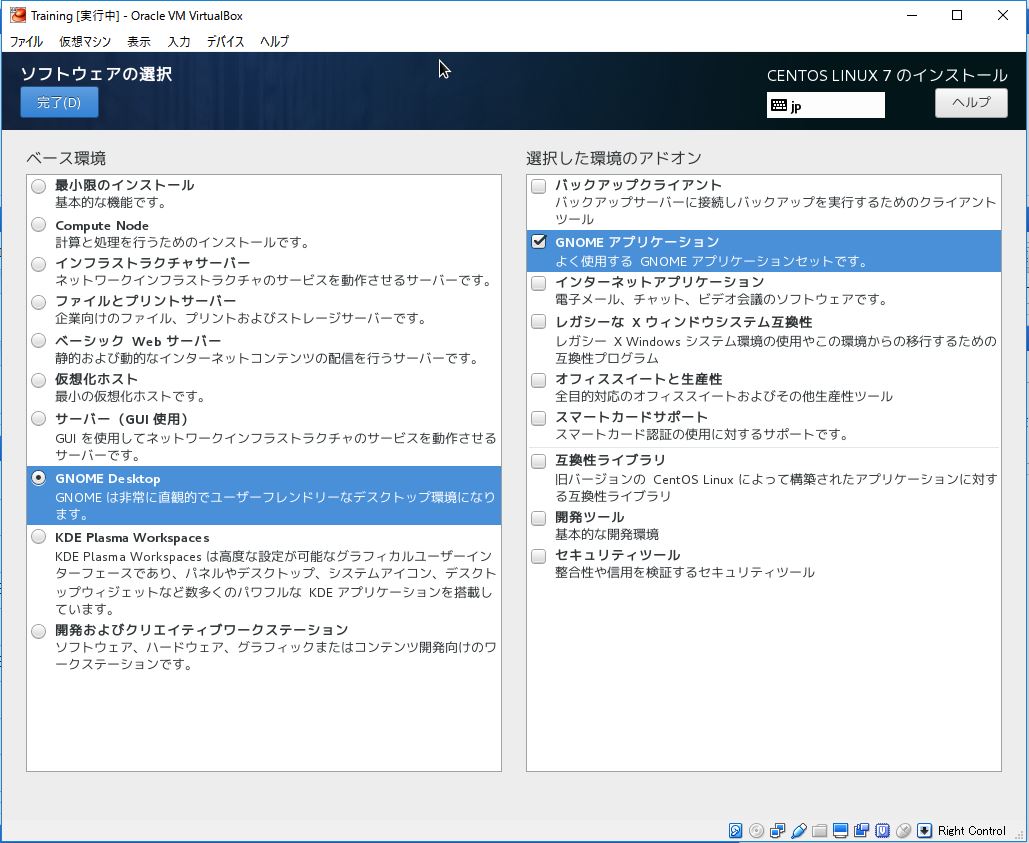 Training [実行中] - Oracle VM VirtualBox
ファイル 仮想マシン 表示 入力 デバイス ヘルプ
ソフトウェアの選択
CENTOS LINUX 7 のインストール
完了(D)
jp
ヘルプ
ベース環境
最小限のインストール
基本的な機能です。
Compute Node
計算と処理を行うためのインストールです。
インフラストラクチャサーバー
ネットワークインフラストラクチャのサービスを動作させるサーバーです。
ファイルとプリントサーバー
企業向けのファイル、プリントおよびストレージサーバーです。
ベーシック Web サーバー
静的および動的なインターネットコンテンツの配信を行うサーバーです。
仮想化ホスト
最小の仮想化ホストです。
サーバー（GUI 使用）
GUI を使用してネットワークインフラストラクチャのサービスを動作させる
サーバーです。
GNOME Desktop
GNOME は非常に直観的でユーザーフレンドリーなデスクトップ環境になり
ます。
KDE Plasma Workspaces
KDE Plasma Workspaces は高度な設定が可能なグラフィカルユーザーイン
ターフェースであり、パネルやデスクトップ、システムアイコン、デスクト
ップウィジェットなど数多くのパワフルな KDE アプリケーションを搭載し
ています。
開発およびクリエイティブワークステーション
ソフトウェア、ハードウェア、グラフィックまたはコンテンツ開発向けのワ
ークステーションです。
選択した環境のアドオン
バックアップクライアント
バックアップサーバーに接続しバックアップを実行するためのクライアント
ツール
GNOME アプリケーション
よく使用する GNOME アプリケーションセットです。
インターネットアプリケーション
電子メール、チャット、ビデオ会議のソフトウェアです。
レガシーな X ウィンドウシステム互換性
レガシー X Windows システム環境の使用やこの環境からの移行するための
互換性プログラム
オフィススイートと生産性
全目的対応のオフィススイートおよびその他生産性ツール
スマートカードサポート
スマートカード認証の使用に対するサポートです。
互換性ライブラリ
旧バージョンの CentOS Linux によって構築されたアプリケーションに対す
る互換性ライブラリ
開発ツール
基本的な開発環境
セキュリティツール
整合性や信用を検証するセキュリティツール
Right Control